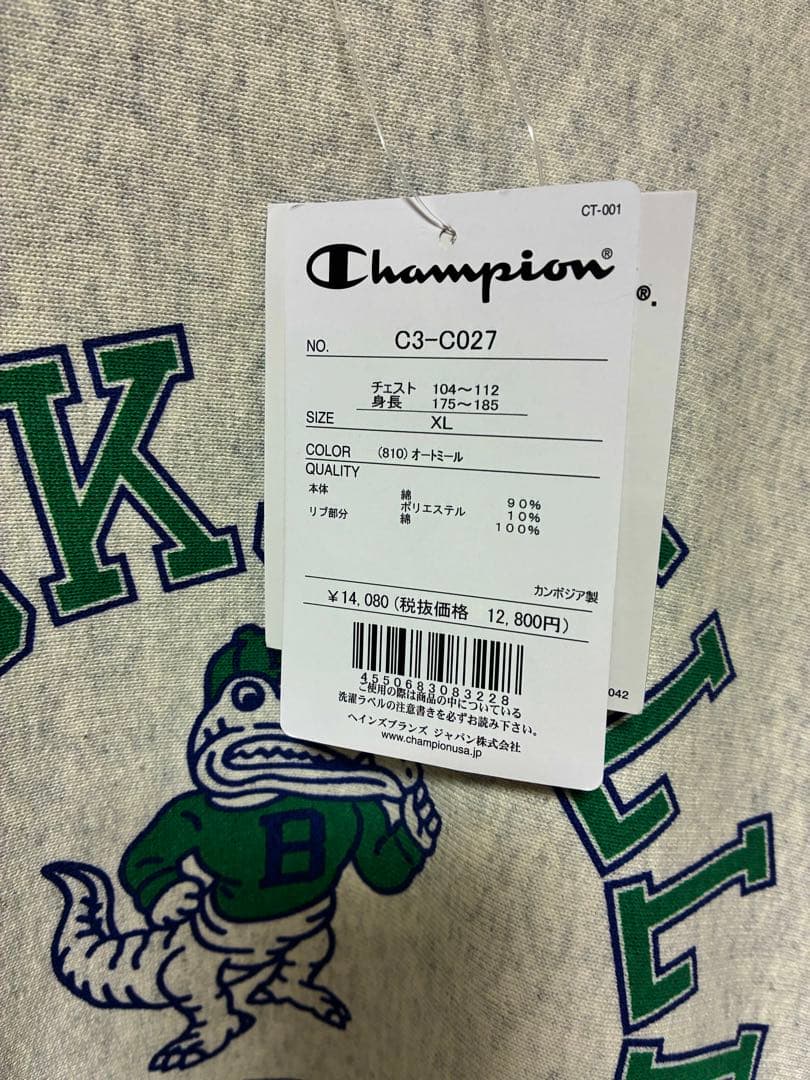 CT-001
Champion®
®.
NO. C3-C027
チェスト 104～112
身長 175～185
SIZE XL
COLOR (810) オートミール
QUALITY
本体 綿 90%
ポリエステル 10%
リブ部分 綿 100%
カンボジア製
¥14,080(税抜価格 12,800円)
4550683083228
ご使用の際は商品の中についている
洗濯ラベルの注意書きを必ずお読み下さい。
ヘインズブランズ ジャパン株式会社
www.championusa.jp
042
K
B